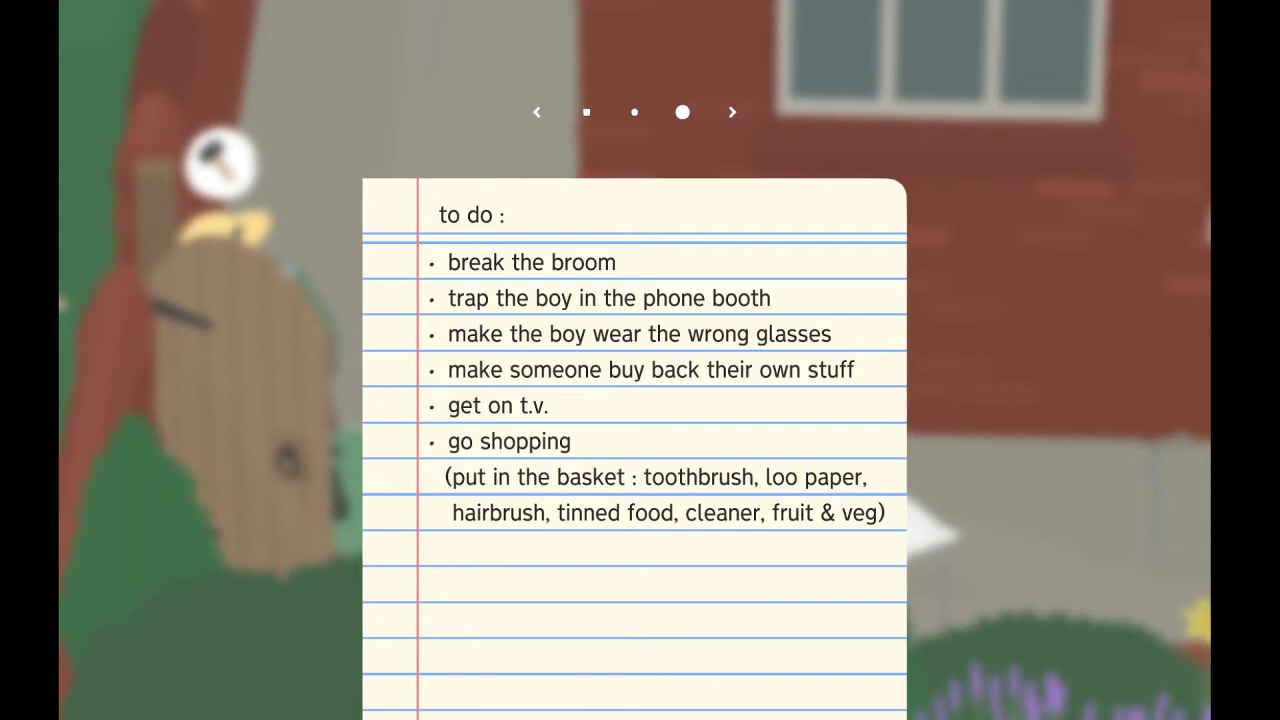 to do :
· break the broom
· trap the boy in the phone booth
· make the boy wear the wrong glasses
· make someone buy back their own stuff
· get on t.v.
· go shopping
(put in the basket : toothbrush, loo paper,
hairbrush, tinned food, cleaner, fruit & veg)